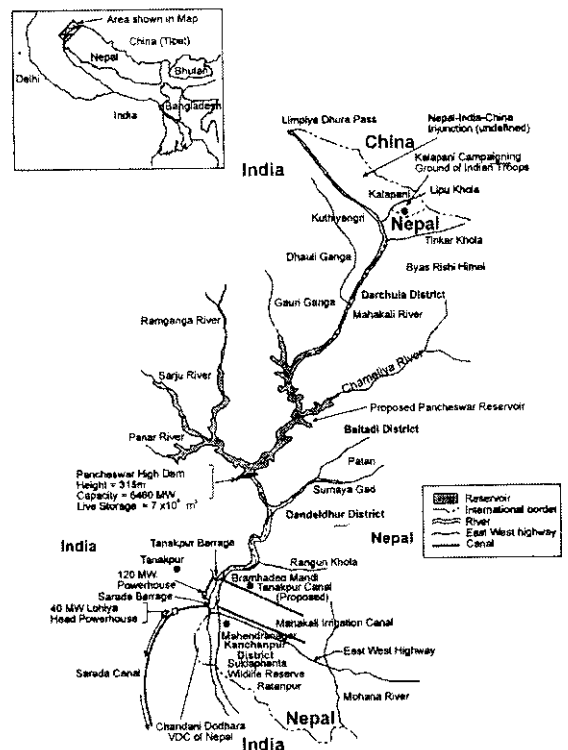 Area shown in Map
China (Tibet)
Nepal
Delhi
Bhutan
Bangladesh
India
Limpiya Dhura Pass
Nepal-India-China
Injunction (undefined)
China
India
Kalapani Campaigning
Ground of Indian Troops
Kalapani
Lipu Khola
Kuthiyangri
Nepal
Tinkar Khola
Dhauli Ganga
Byas Rishi Himal
Gauri Ganga
Darchula District
Ramganga River
Mahakali River
Chameliya River
Sarju River
Proposed Pancheswar Reservoir
Panar River
Baitadi District
Patan
Pancheswar High Dam
Height = 315m
Capacity = 6480 MW
Live Storage = 7 x10⁹ m³
Surnaya Gad
Dandeldhur District
India
Nepal
Reservoir
International border
River
East West highway
Canal
Tanakpur Barrage
Tanakpur
Rangun Khola
120 MW
Powerhouse
Bramhadeo Mandi
Tanakpur Canal
(Proposed)
Sarada Barrage
40 MW Lohiya
Head Powerhouse
Mahakali Irrigation Canal
Mahendranagar
Kanchanpur
District
East West Highway
Suklaphanta
Wildlife Reserve
Sarada Canal
Ratanpur
Mohana River
Chandani Dodhara
VDC of Nepal
Nepal
India